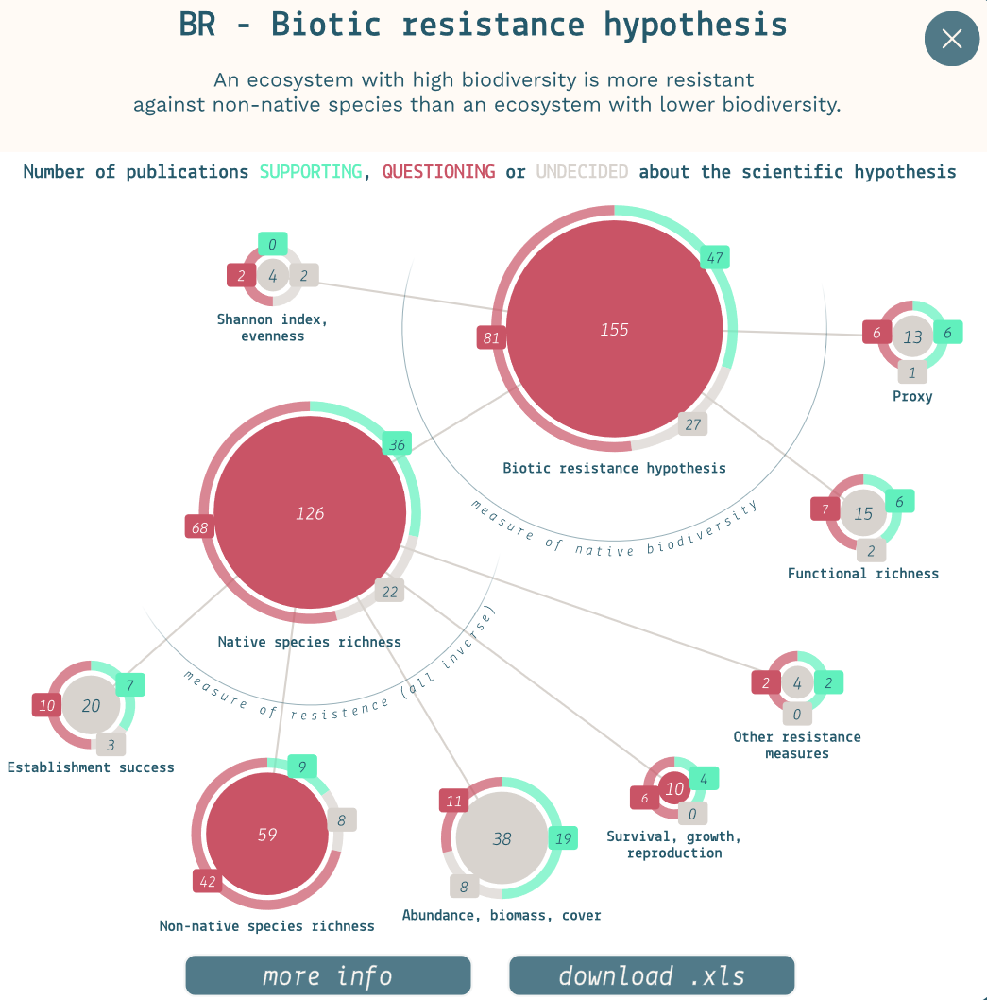 BR - Biotic resistance hypothesis
An ecosystem with high biodiversity is more resistant
against non-native species than an ecosystem with lower biodiversity.
Number of publications SUPPORTING, QUESTIONING or UNDECIDED about the scientific hypothesis
0
2
4
2
Shannon index,
evenness
47
155
81
27
Biotic resistance hypothesis
measure of native biodiversity
6
13
6
1
Proxy
36
126
68
22
Native species richness
measure of resistence (all inverse)
6
7
15
2
Functional richness
7
10
20
3
Establishment success
9
59
8
42
Non-native species richness
11
38
19
8
Abundance, biomass, cover
4
10
6
0
Survival, growth,
reproduction
2
4
2
0
Other resistance
measures
more info
download .xls